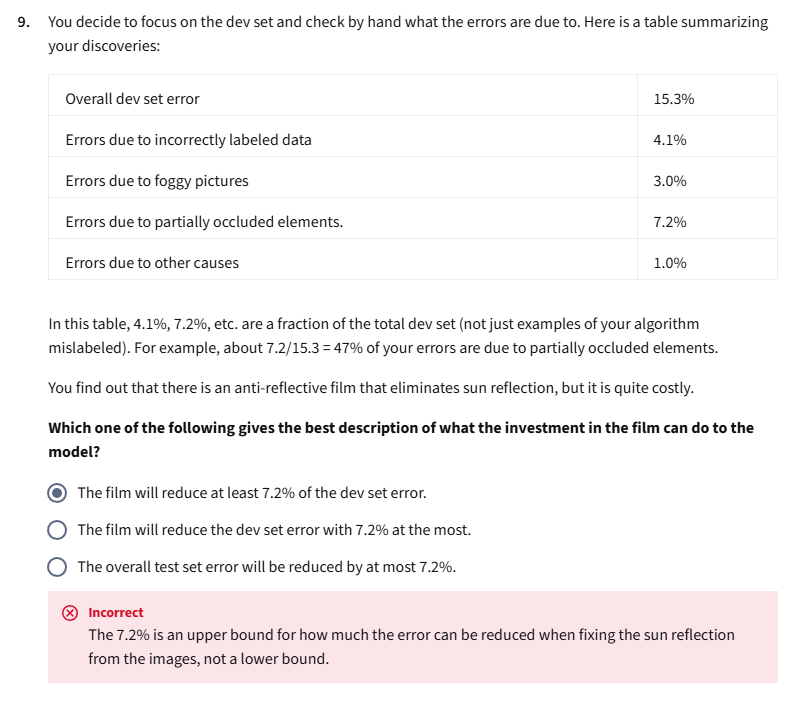 9. You decide to focus on the dev set and check by hand what the errors are due to. Here is a table summarizing
your discoveries:
Overall dev set error 15.3%
Errors due to incorrectly labeled data 4.1%
Errors due to foggy pictures 3.0%
Errors due to partially occluded elements. 7.2%
Errors due to other causes 1.0%
In this table, 4.1%, 7.2%, etc. are a fraction of the total dev set (not just examples of your algorithm
mislabeled). For example, about 7.2/15.3 = 47% of your errors are due to partially occluded elements.
You find out that there is an anti-reflective film that eliminates sun reflection, but it is quite costly.
Which one of the following gives the best description of what the investment in the film can do to the
model?
The film will reduce at least 7.2% of the dev set error.
The film will reduce the dev set error with 7.2% at the most.
The overall test set error will be reduced by at most 7.2%.
Incorrect
The 7.2% is an upper bound for how much the error can be reduced when fixing the sun reflection
from the images, not a lower bound.